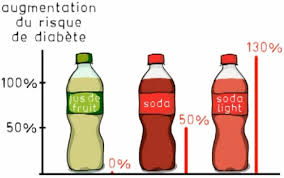 augmentation
du risque
de diabète
130%
100%
jus de
fruit
soda
soda
light
50%
50%
0%